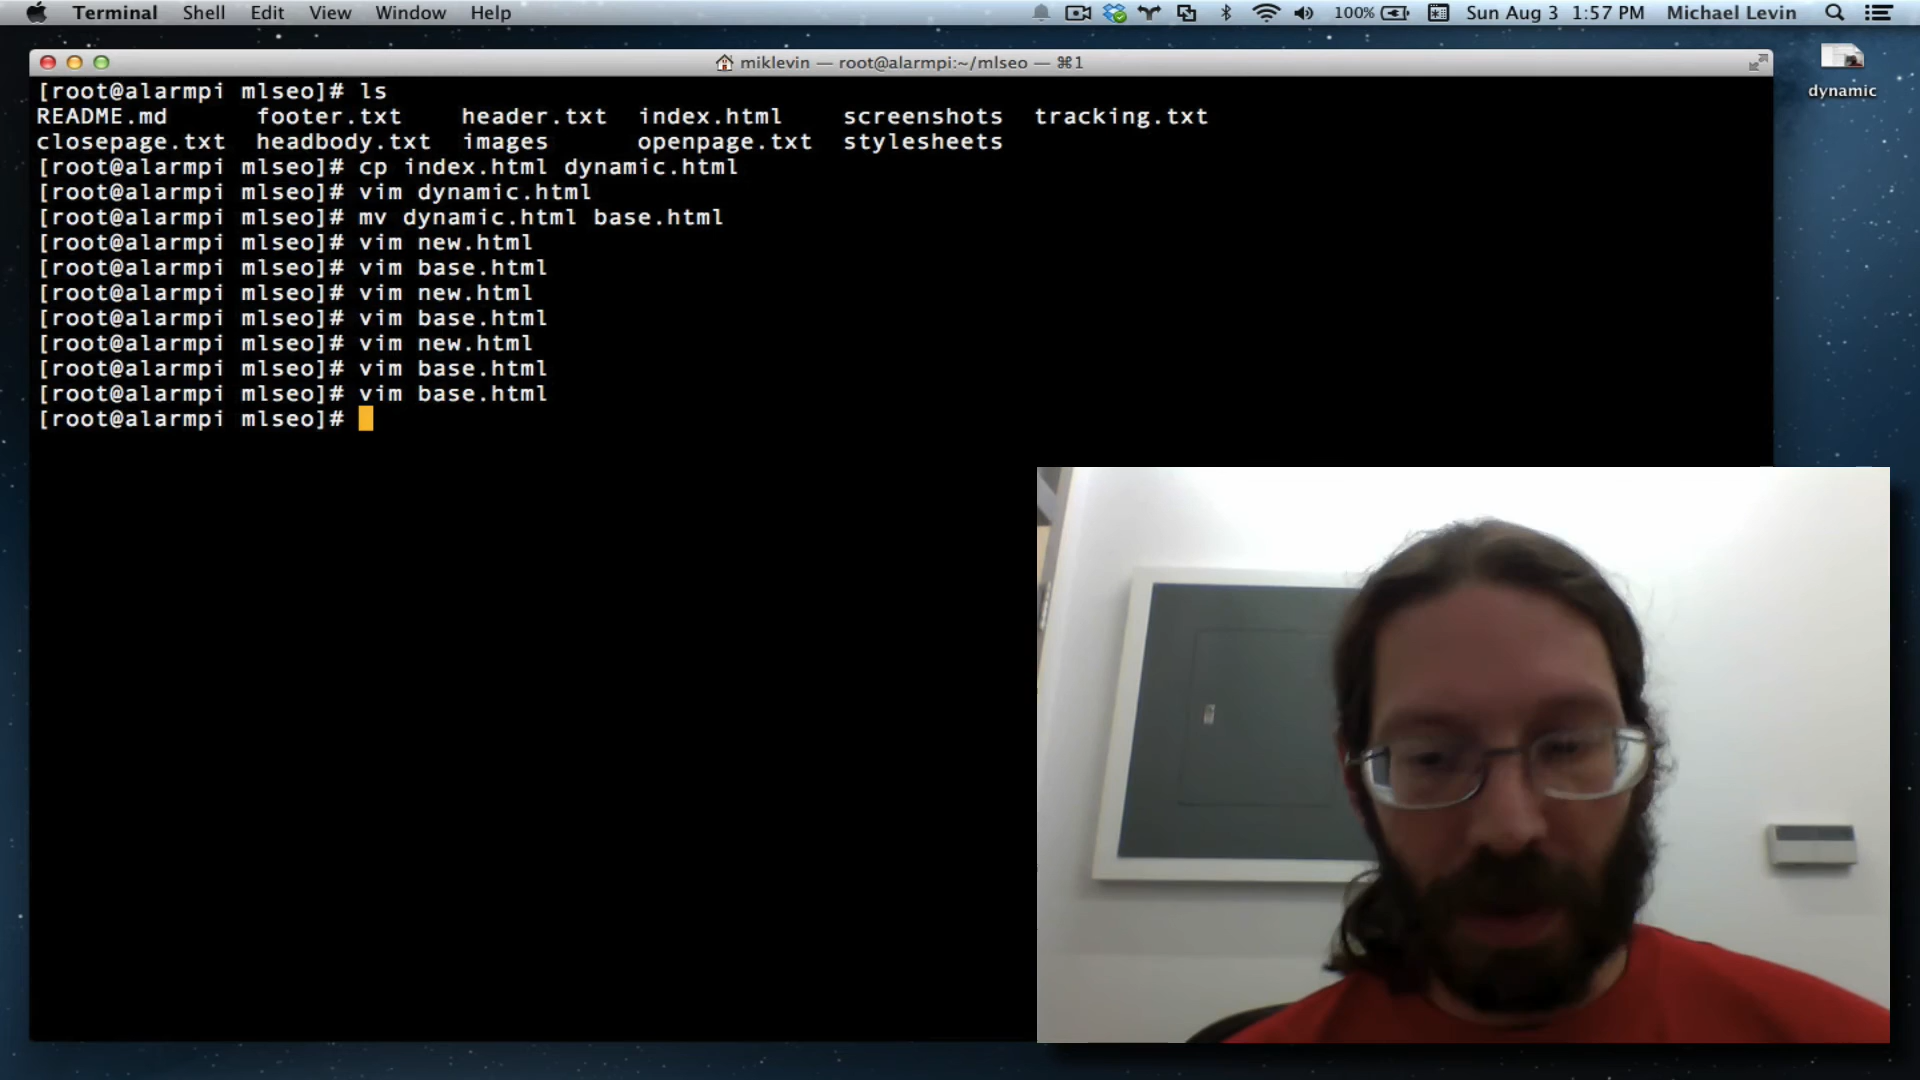 Terminal Shell Edit View Window Help 100% Sun Aug 3 1:57 PM Michael Levin
miklevin — root@alarmpi:~/mlseo — ⌘1
dynamic
[root@alarmpi mlseo]# ls
README.md footer.txt header.txt index.html screenshots tracking.txt
closepage.txt headbody.txt images openpage.txt stylesheets
[root@alarmpi mlseo]# cp index.html dynamic.html
[root@alarmpi mlseo]# vim dynamic.html
[root@alarmpi mlseo]# mv dynamic.html base.html
[root@alarmpi mlseo]# vim new.html
[root@alarmpi mlseo]# vim base.html
[root@alarmpi mlseo]# vim new.html
[root@alarmpi mlseo]# vim base.html
[root@alarmpi mlseo]# vim new.html
[root@alarmpi mlseo]# vim base.html
[root@alarmpi mlseo]# vim base.html
[root@alarmpi mlseo]#